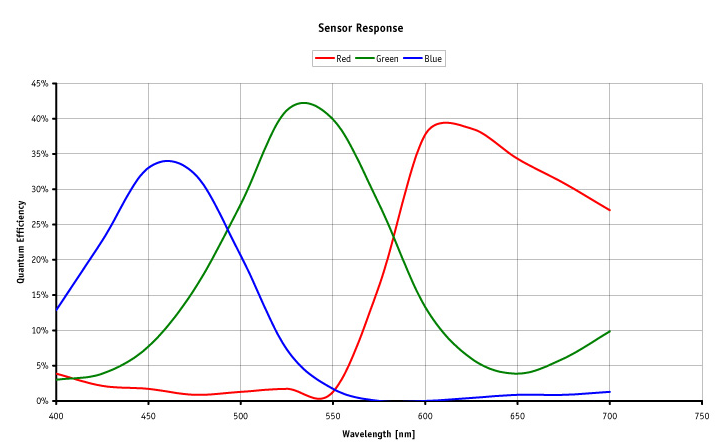 Sensor Response
Red Green Blue
45%
40%
35%
30%
25%
20%
15%
10%
5%
0%
Quantum Efficiency
400 450 500 550 600 650 700 750
Wavelength [nm]